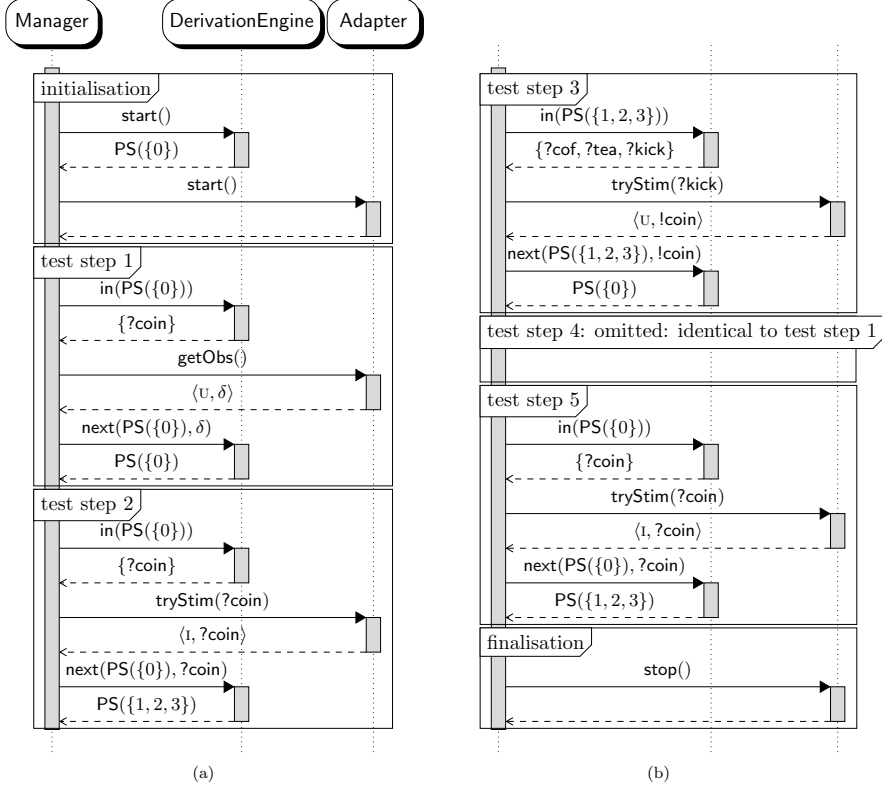 Manager DerivationEngine Adapter
initialisation
start()
PS({0})
start()
test step 1
in(PS({0}))
{?coin}
getObs()
⟨U, δ⟩
next(PS({0}), δ)
PS({0})
test step 2
in(PS({0}))
{?coin}
tryStim(?coin)
⟨I, ?coin⟩
next(PS({0}), ?coin)
PS({1, 2, 3})
(a)
test step 3
in(PS({1, 2, 3}))
{?cof, ?tea, ?kick}
tryStim(?kick)
⟨U, !coin⟩
next(PS({1, 2, 3}), !coin)
PS({0})
test step 4: omitted: identical to test step 1
test step 5
in(PS({0}))
{?coin}
tryStim(?coin)
⟨I, ?coin⟩
next(PS({0}), ?coin)
PS({1, 2, 3})
finalisation
stop()
(b)